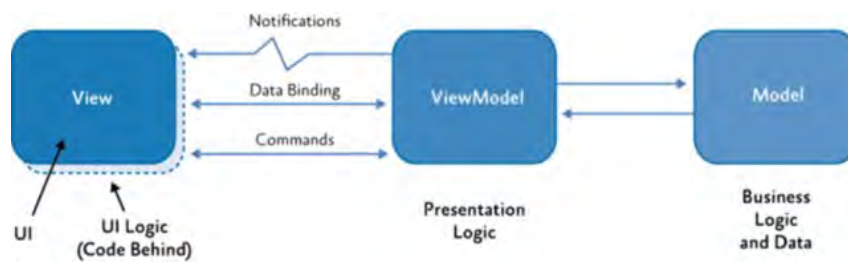 Notifications
View
Data Binding
ViewModel
Model
Commands
UI
UI Logic
(Code Behind)
Presentation
Logic
Business
Logic
and Data